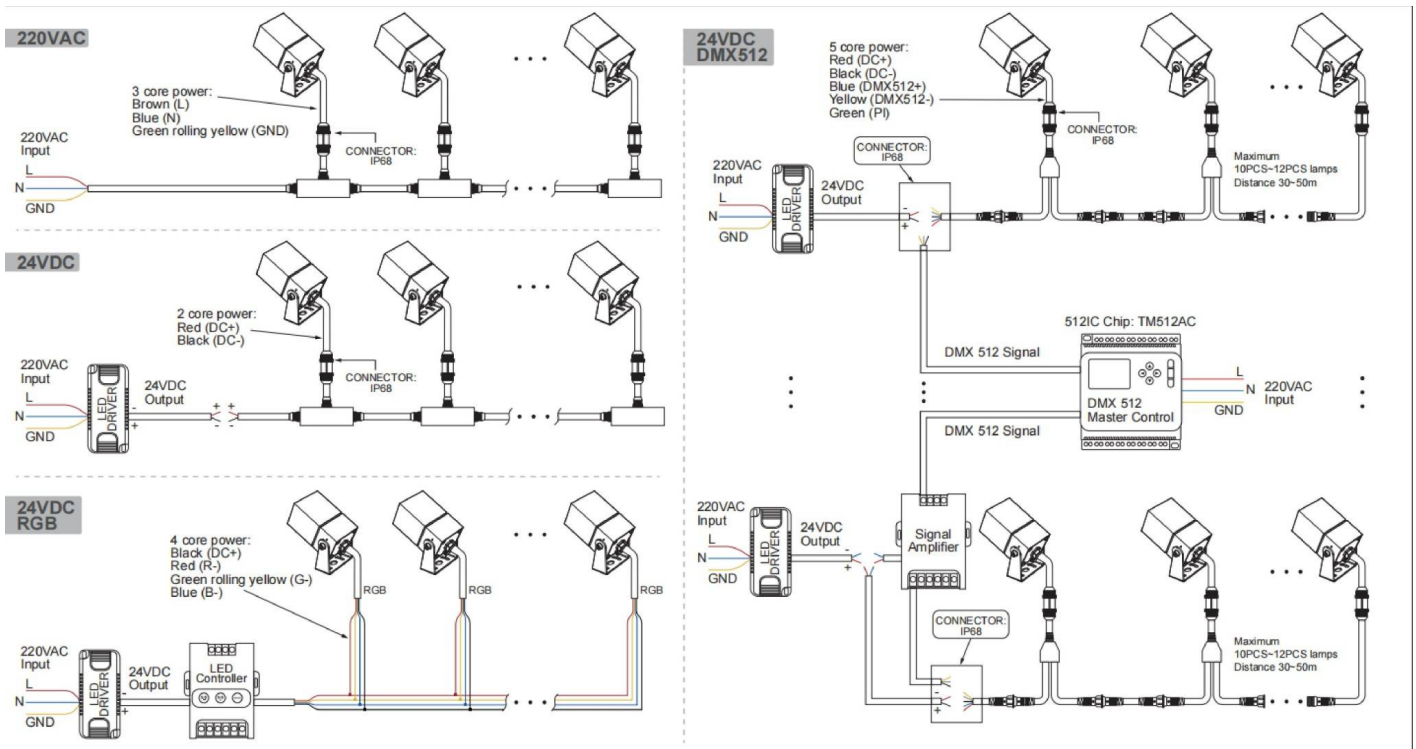 220VAC
3 core power:
Brown (L)
Blue (N)
Green rolling yellow (GND)
CONNECTOR:
IP68
220VAC
Input
L
N
GND
24VDC
2 core power:
Red (DC+)
Black (DC-)
CONNECTOR:
IP68
220VAC
Input
L
N
GND
LED
DRIVER
24VDC
Output
-
+
+ +
- -
24VDC
RGB
4 core power:
Black (DC+)
Red (R-)
Green rolling yellow (G-)
Blue (B-)
RGB
RGB
RGB
220VAC
Input
L
N
GND
LED
DRIVER
24VDC
Output
-
+
LED
Controller
24VDC
DMX512
5 core power:
Red (DC+)
Black (DC-)
Blue (DMX512+)
Yellow (DMX512-)
Green (PI)
CONNECTOR:
IP68
CONNECTOR:
IP68
Maximum
10PCS~12PCS lamps
Distance 30~50m
220VAC
Input
L
N
GND
LED
DRIVER
24VDC
Output
-
+
512IC Chip: TM512AC
DMX 512 Signal
DMX 512
Master Control
L
N
GND
220VAC
Input
DMX 512 Signal
220VAC
Input
L
N
GND
LED
DRIVER
24VDC
Output
-
+
Signal
Amplifier
CONNECTOR:
IP68
-
+
Maximum
10PCS~12PCS lamps
Distance 30~50m